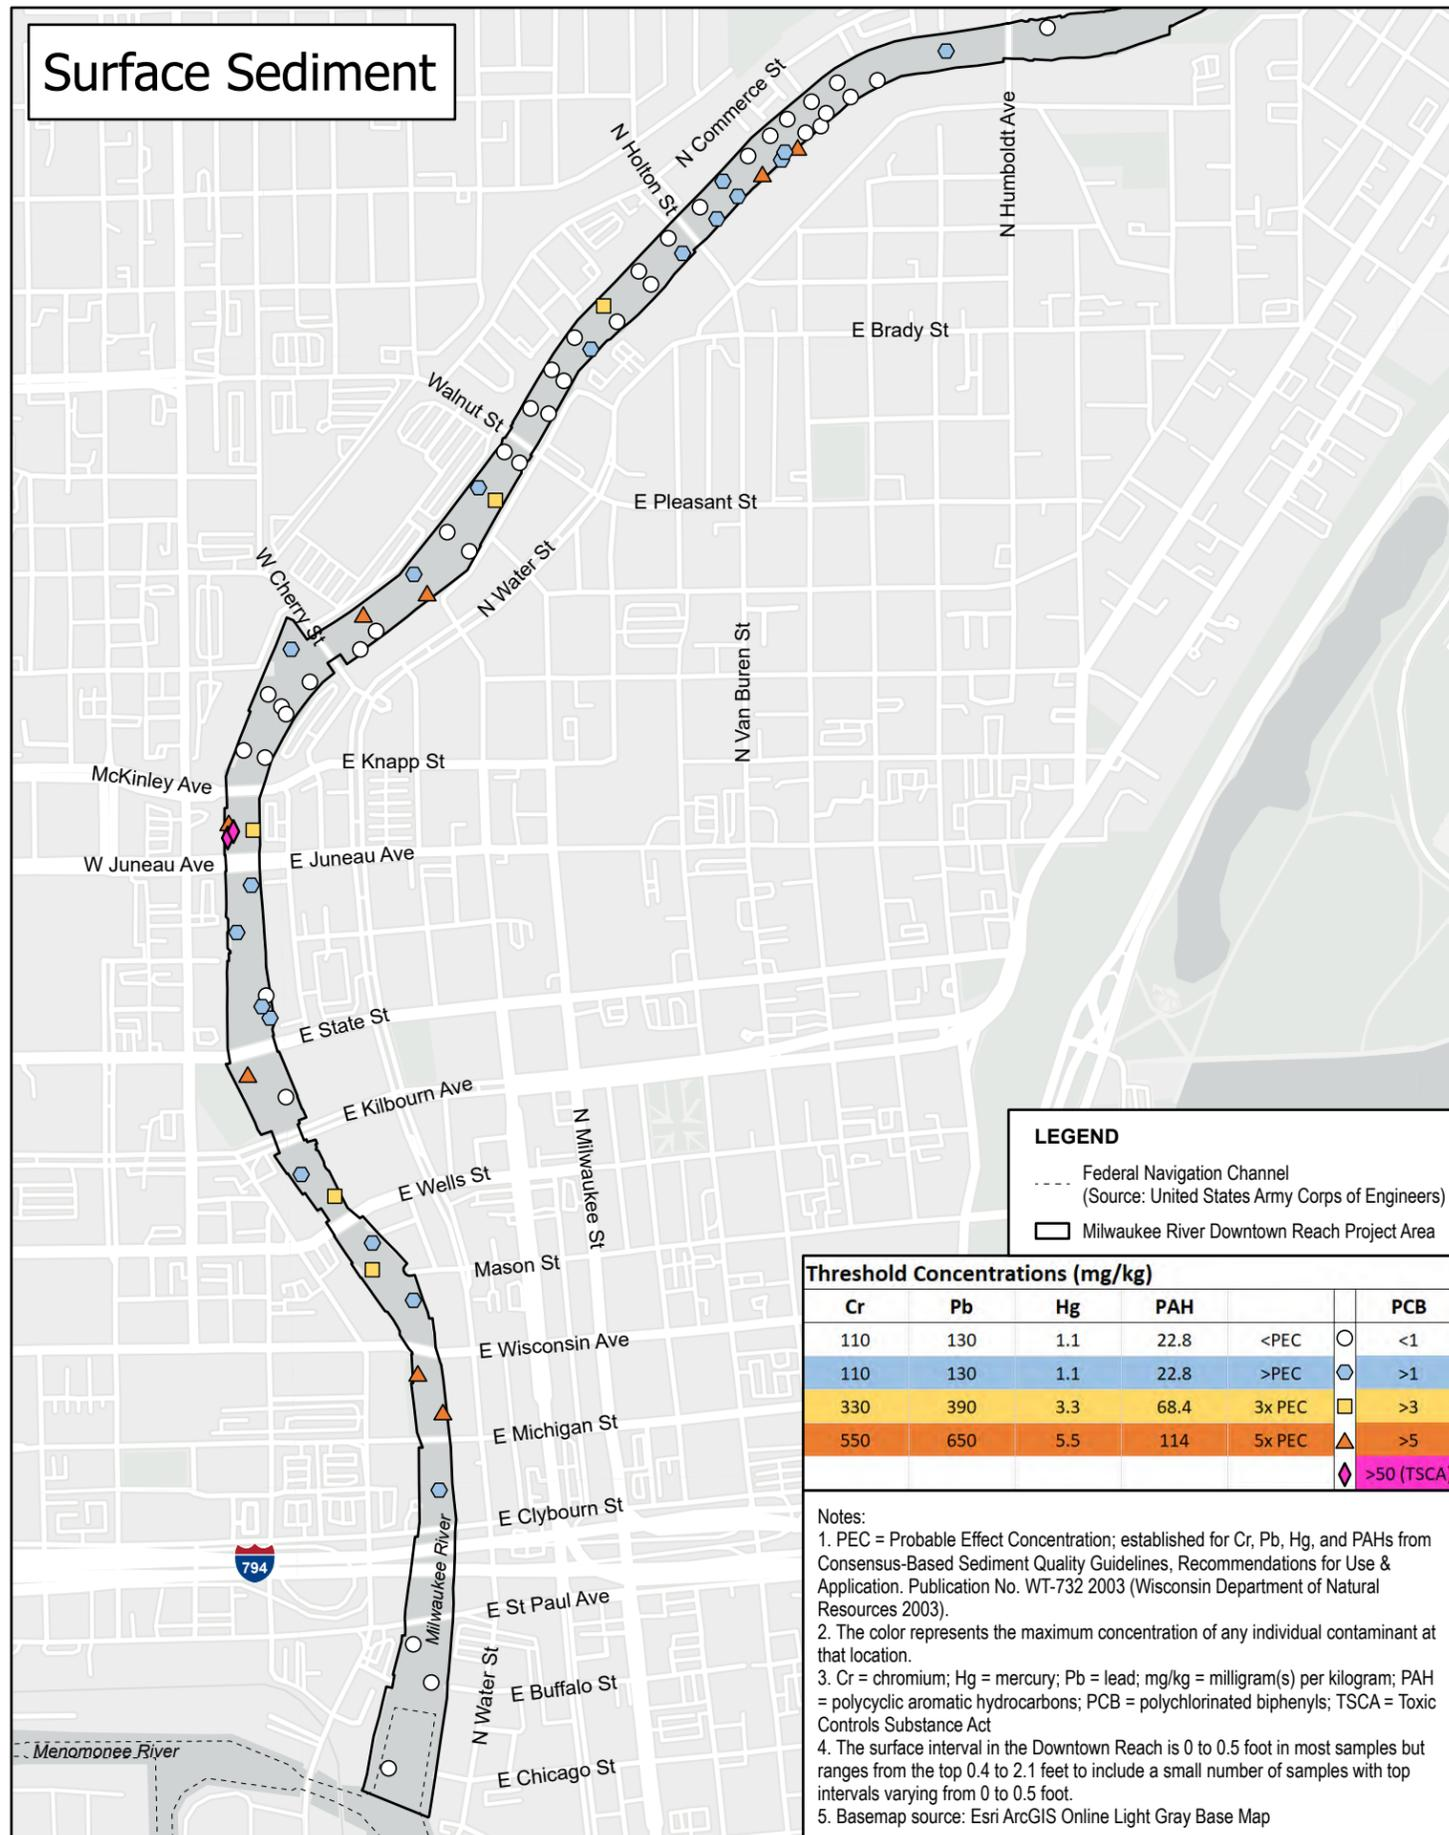 Surface Sediment
N Commerce St
N Holton St
N Humboldt Ave
E Brady St
Walnut St
E Pleasant St
N Water St
W Cherry St
N Van Buren St
E Knapp St
McKinley Ave
W Juneau Ave
E Juneau Ave
E State St
E Kilbourn Ave
N Milwaukee St
E Wells St
Mason St
E Wisconsin Ave
E Michigan St
E Clybourn St
794
Milwaukee River
E St Paul Ave
N Water St
E Buffalo St
Menomonee River
E Chicago St
LEGEND
Federal Navigation Channel
(Source: United States Army Corps of Engineers)
Milwaukee River Downtown Reach Project Area
Threshold Concentrations (mg/kg)
Cr Pb Hg PAH PCB
110 130 1.1 22.8 <PEC <1
110 130 1.1 22.8 >PEC >1
330 390 3.3 68.4 3x PEC >3
550 650 5.5 114 5x PEC >5
>50 (TSCA
Notes:
1. PEC = Probable Effect Concentration; established for Cr, Pb, Hg, and PAHs from
Consensus-Based Sediment Quality Guidelines, Recommendations for Use &
Application. Publication No. WT-732 2003 (Wisconsin Department of Natural
Resources 2003).
2. The color represents the maximum concentration of any individual contaminant at
that location.
3. Cr = chromium; Hg = mercury; Pb = lead; mg/kg = milligram(s) per kilogram; PAH
= polycyclic aromatic hydrocarbons; PCB = polychlorinated biphenyls; TSCA = Toxic
Controls Substance Act
4. The surface interval in the Downtown Reach is 0 to 0.5 foot in most samples but
ranges from the top 0.4 to 2.1 feet to include a small number of samples with top
intervals varying from 0 to 0.5 foot.
5. Basemap source: Esri ArcGIS Online Light Gray Base Map